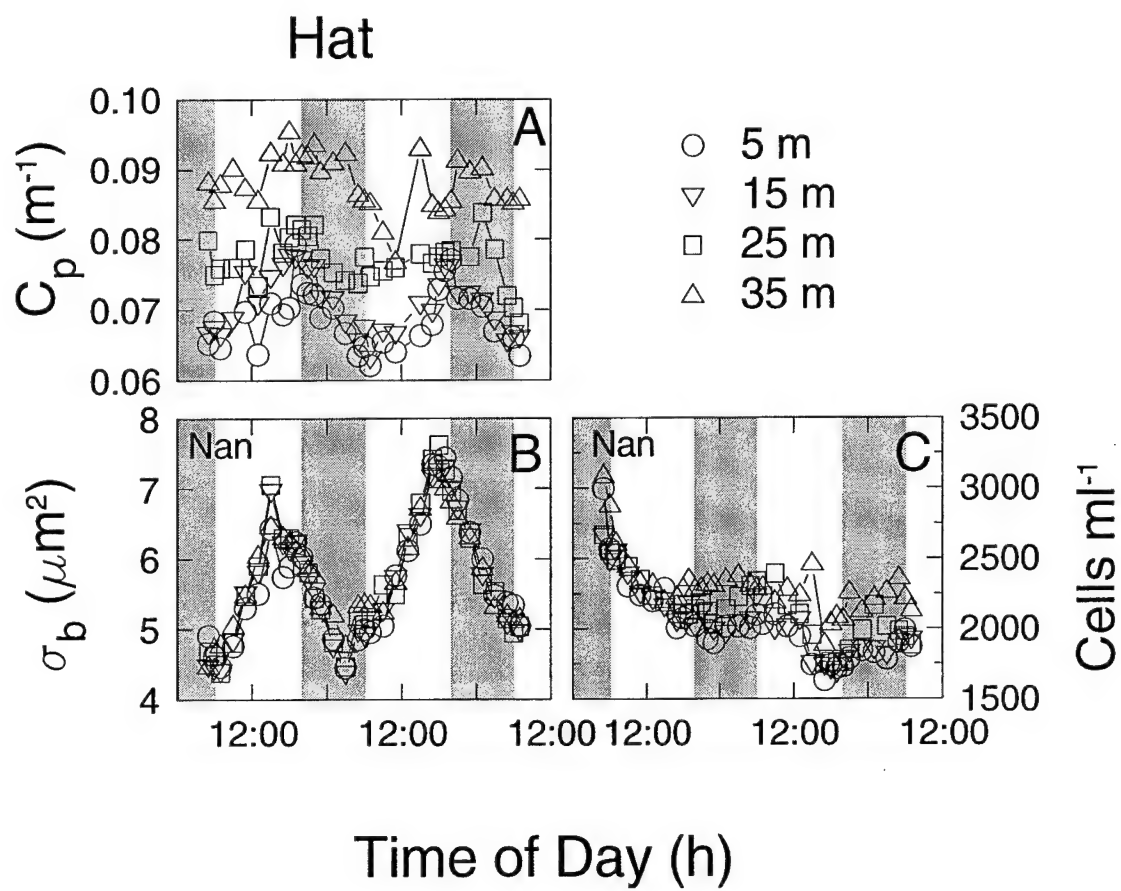 Hat
A
C_p (m⁻¹)
0.10
0.09
0.08
0.07
0.06
5 m
15 m
25 m
35 m
Nan
B
σ_b (μm²)
8
7
6
5
4
12:00
12:00
12:00
Nan
C
3500
3000
2500
2000
1500
Cells ml⁻¹
12:00
12:00
12:00
Time of Day (h)